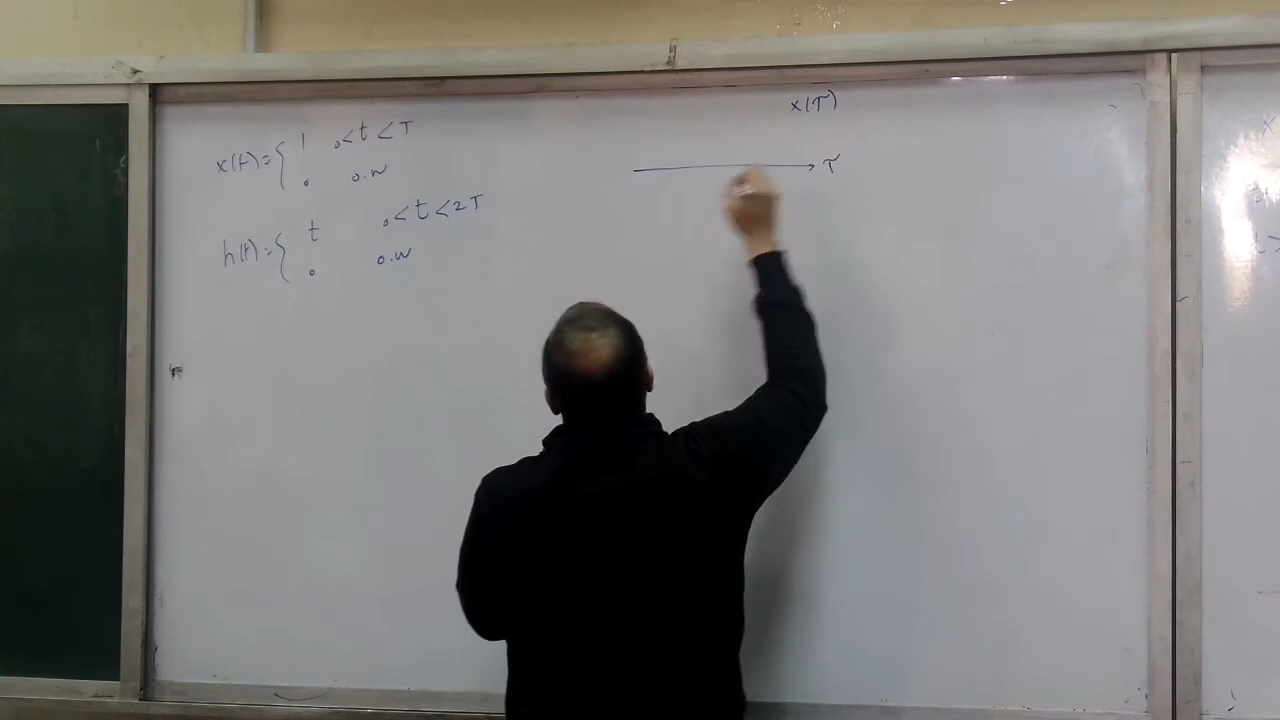 x(t)={ 1 0<t<T
0 o.w
h(t)={ t 0<t<2T
0 o.w
x(τ)
τ